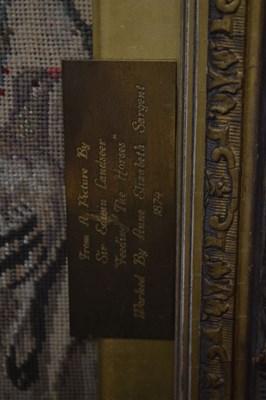 From A Picture By
Sir Edwin Landseer
"Feeding The Horses"
Worked By Anne Elizabeth Sargent
1874